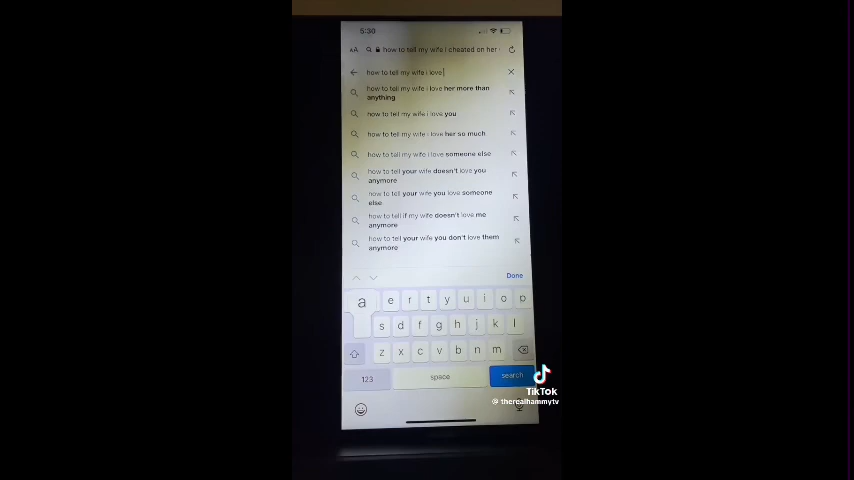 5:30
AA how to tell my wife i cheated on her
how to tell my wife i love
how to tell my wife i love her more than
anything
how to tell my wife i love you
how to tell my wife i love her so much
how to tell my wife i love someone else
how to tell your wife doesn't love you
anymore
how to tell your wife you love someone
else
how to tell if my wife doesn't love me
anymore
how to tell your wife you don't love them
anymore
Done
a e r t y u i o p
s d f g h j k l
z x c v b n m
123 space search
TikTok
@ therealhammytv